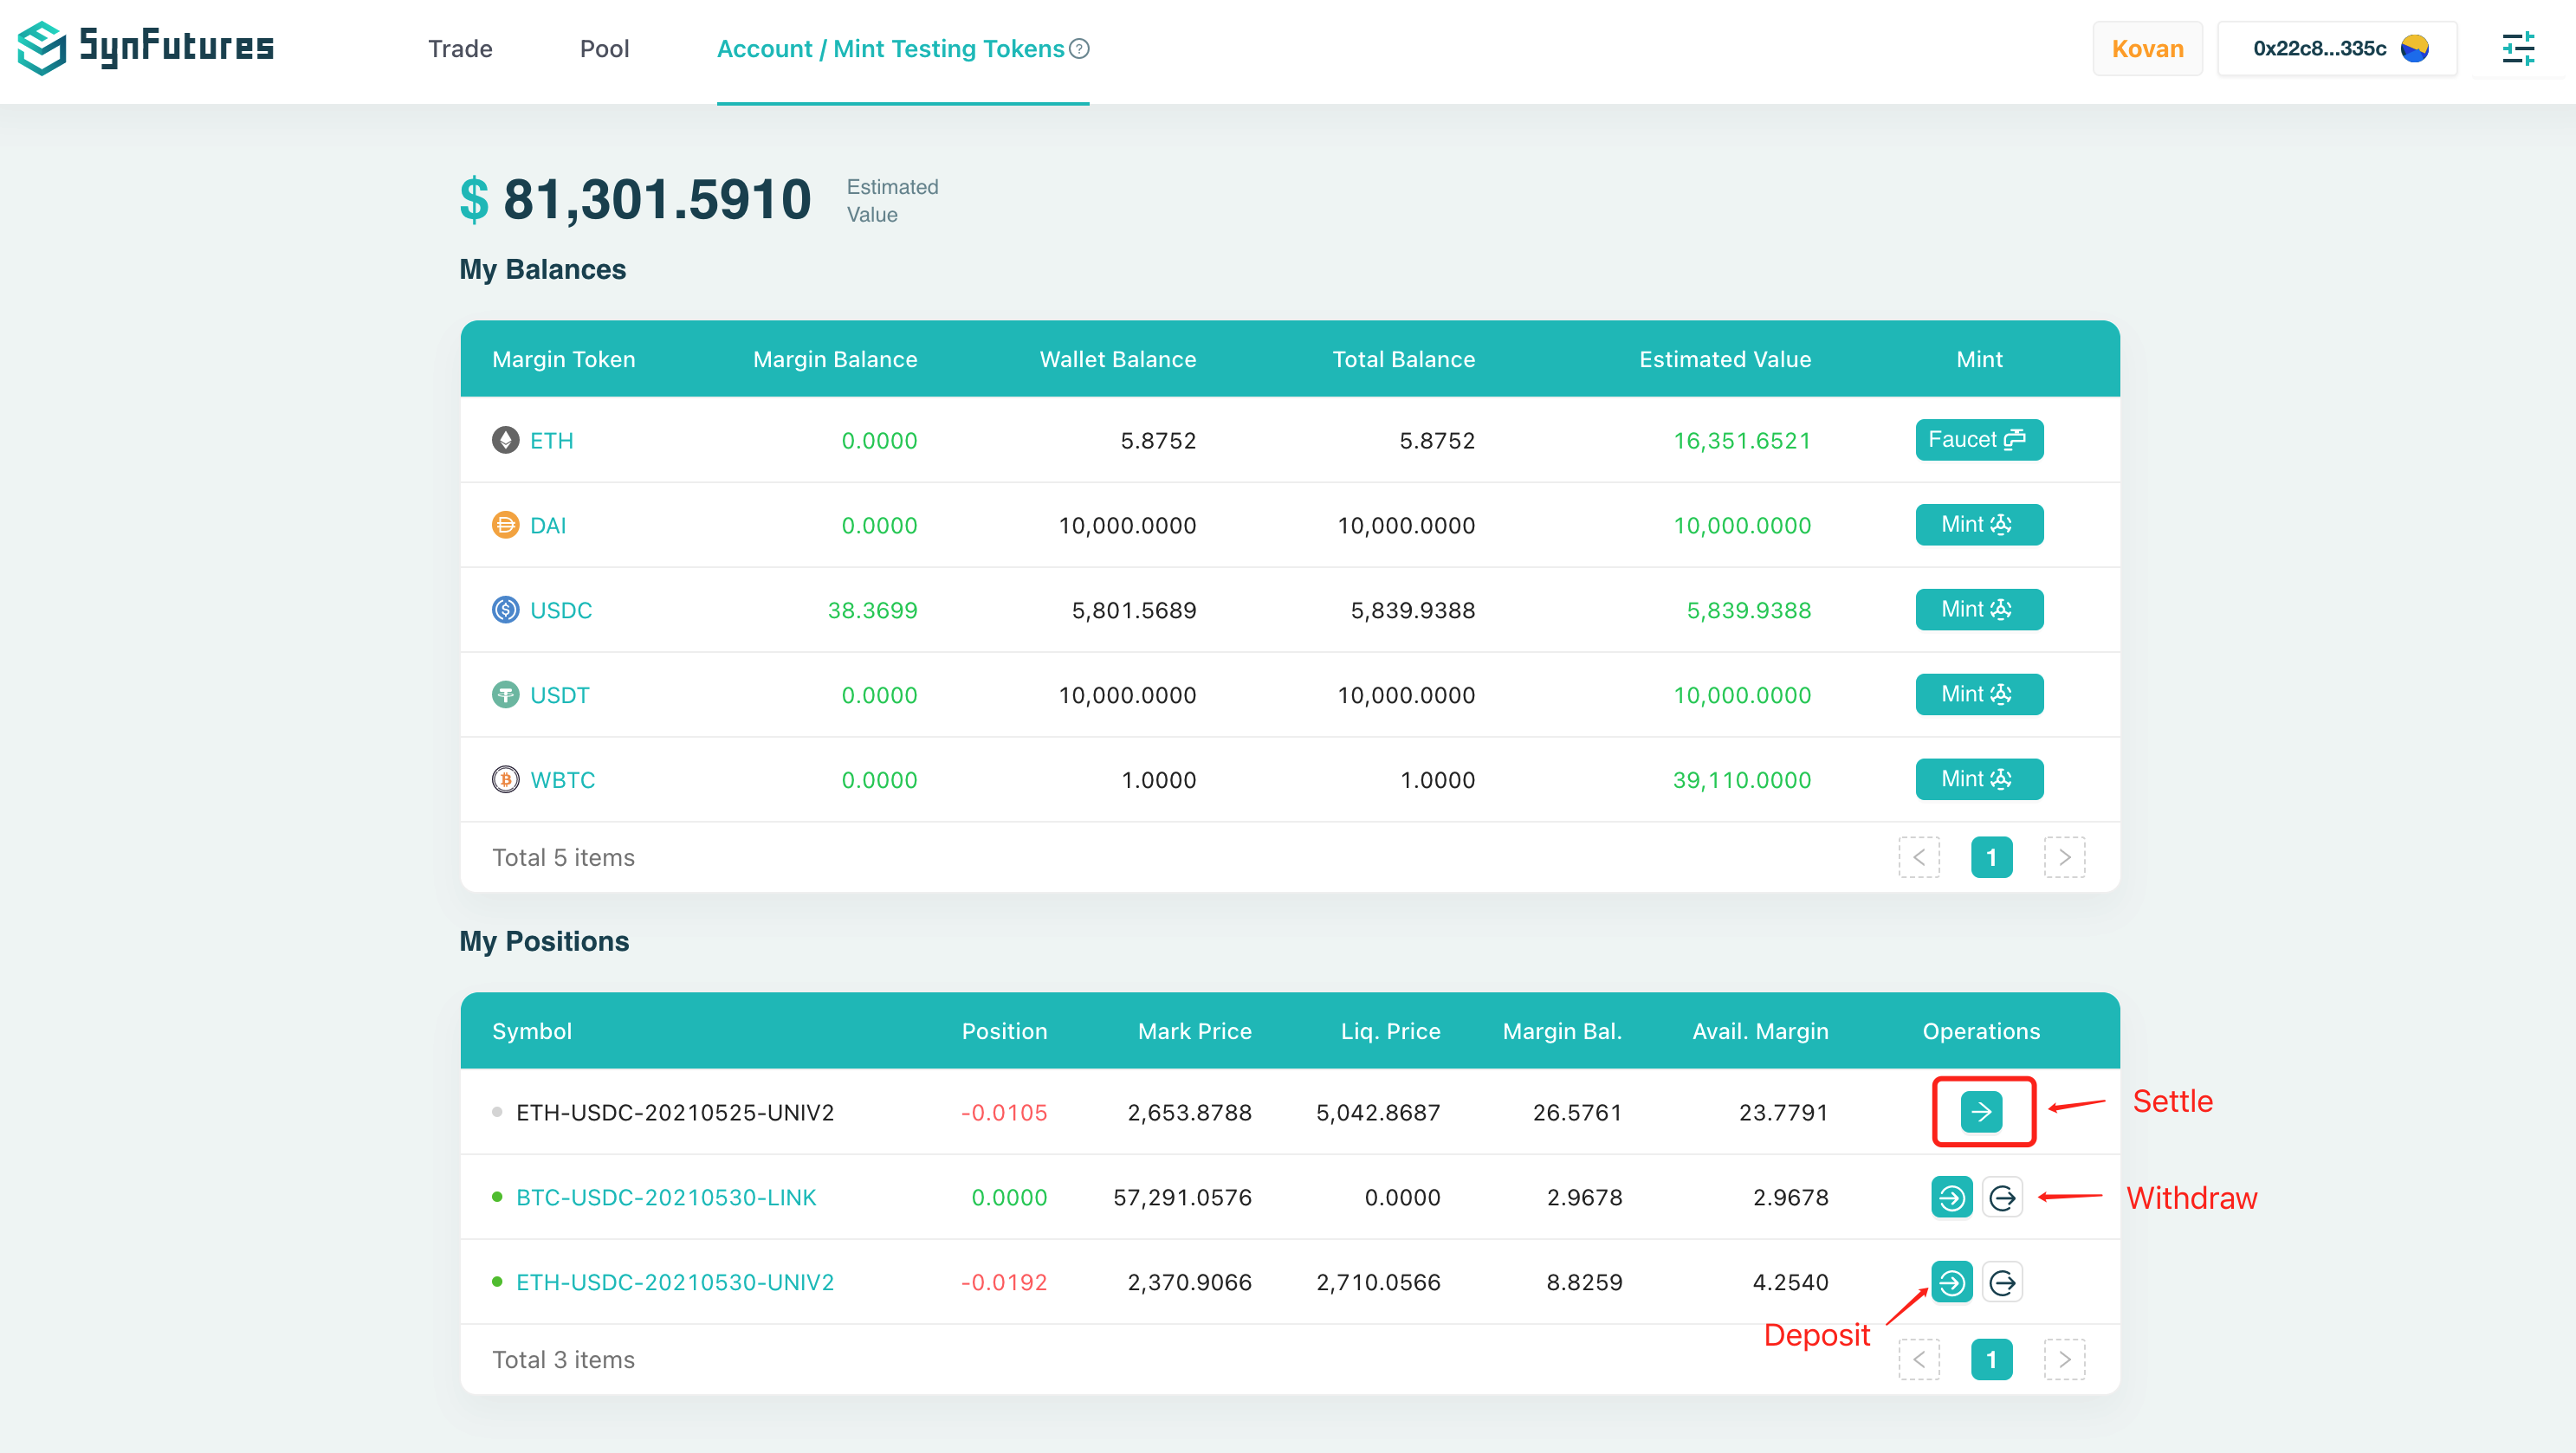 SynFutures Trade Pool Account / Mint Testing Tokens ? Kovan 0x22c8...335c
$ 81,301.5910 Estimated Value
My Balances
Margin Token Margin Balance Wallet Balance Total Balance Estimated Value Mint
ETH 0.0000 5.8752 5.8752 16,351.6521 Faucet
DAI 0.0000 10,000.0000 10,000.0000 10,000.0000 Mint
USDC 38.3699 5,801.5689 5,839.9388 5,839.9388 Mint
USDT 0.0000 10,000.0000 10,000.0000 10,000.0000 Mint
WBTC 0.0000 1.0000 1.0000 39,110.0000 Mint
Total 5 items < 1 >
My Positions
Symbol Position Mark Price Liq. Price Margin Bal. Avail. Margin Operations
ETH-USDC-20210525-UNIV2 -0.0105 2,653.8788 5,042.8687 26.5761 23.7791 Settle
BTC-USDC-20210530-LINK 0.0000 57,291.0576 0.0000 2.9678 2.9678 Withdraw
ETH-USDC-20210530-UNIV2 -0.0192 2,370.9066 2,710.0566 8.8259 4.2540
Deposit
Total 3 items < 1 >